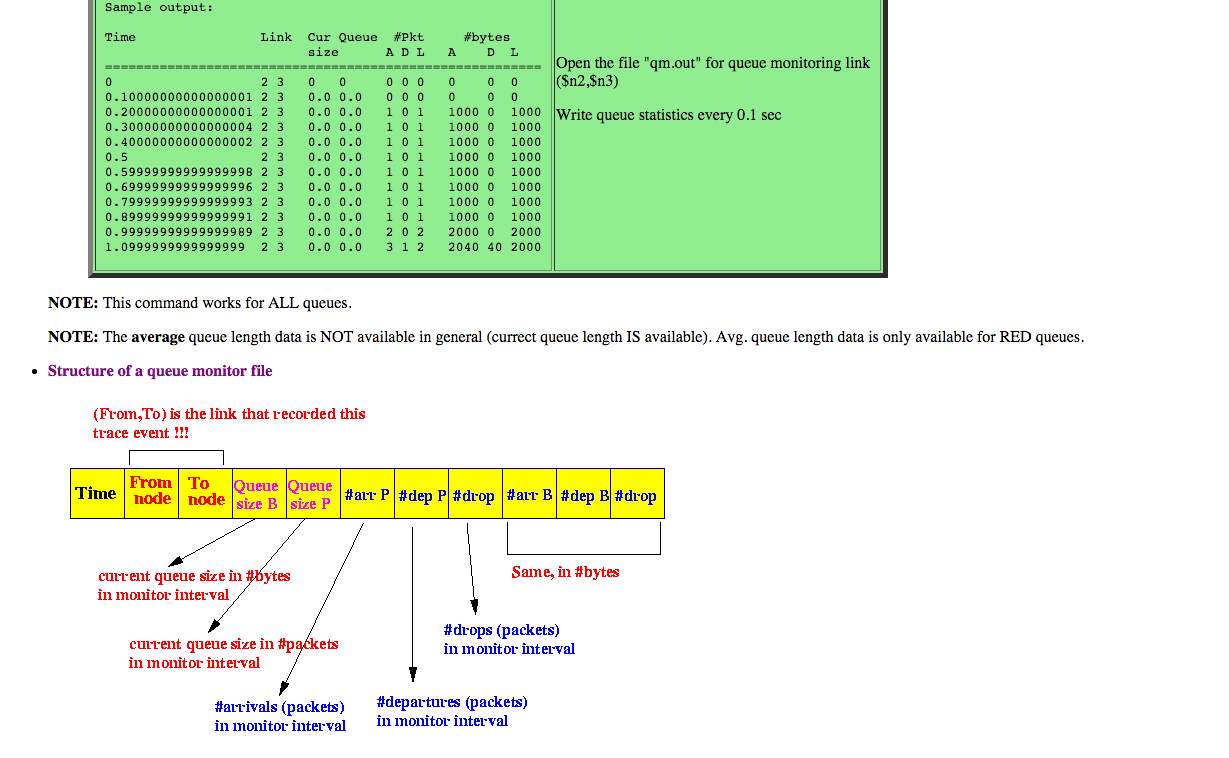 Sample output:
Time Link Cur Queue #Pkt #bytes
size A D L A D L
========================================================
0 2 3 0 0 0 0 0 0 0 0
0.10000000000000001 2 3 0.0 0.0 0 0 0 0 0 0
0.20000000000000001 2 3 0.0 0.0 1 0 1 1000 0 1000
0.30000000000000004 2 3 0.0 0.0 1 0 1 1000 0 1000
0.40000000000000002 2 3 0.0 0.0 1 0 1 1000 0 1000
0.5 2 3 0.0 0.0 1 0 1 1000 0 1000
0.59999999999999998 2 3 0.0 0.0 1 0 1 1000 0 1000
0.69999999999999996 2 3 0.0 0.0 1 0 1 1000 0 1000
0.79999999999999993 2 3 0.0 0.0 1 0 1 1000 0 1000
0.89999999999999991 2 3 0.0 0.0 1 0 1 1000 0 1000
0.99999999999999989 2 3 0.0 0.0 2 0 2 2000 0 2000
1.0999999999999999 2 3 0.0 0.0 3 1 2 2040 40 2000
Open the file "qm.out" for queue monitoring link
($n2,$n3)
Write queue statistics every 0.1 sec
NOTE: This command works for ALL queues.
NOTE: The average queue length data is NOT available in general (currect queue length IS available). Avg. queue length data is only available for RED queues.
• Structure of a queue monitor file
(From,To) is the link that recorded this
trace event !!!
Time From node To node Queue size B Queue size P #arr P #dep P #drop #arr B #dep B #drop
current queue size in #bytes
in monitor interval
Same, in #bytes
current queue size in #packets
in monitor interval
#drops (packets)
in monitor interval
#arrivals (packets)
in monitor interval
#departures (packets)
in monitor interval